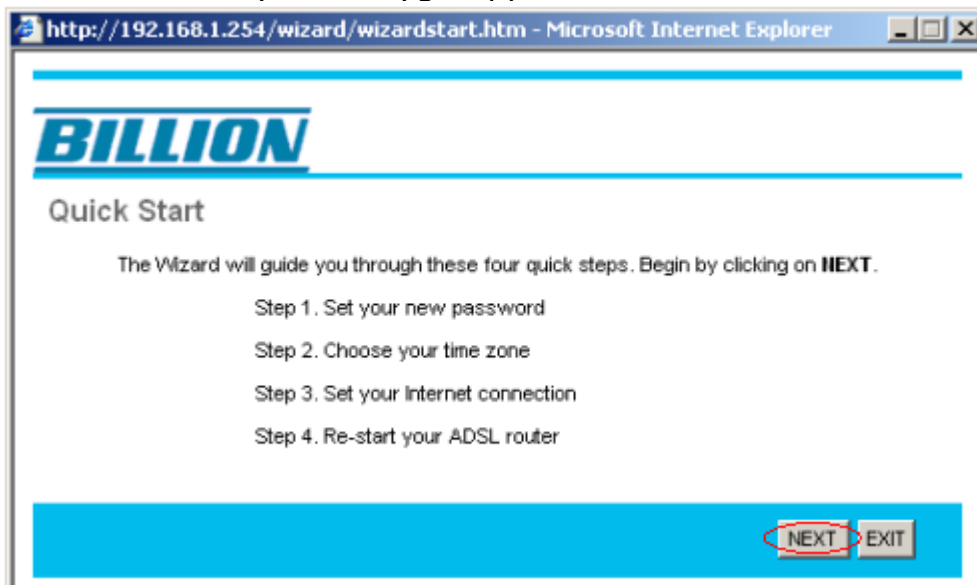 http://192.168.1.254/wizard/wizardstart.htm - Microsoft Internet Explorer
BILLION
Quick Start
The Wizard will guide you through these four quick steps. Begin by clicking on NEXT.
Step 1. Set your new password
Step 2. Choose your time zone
Step 3. Set your Internet connection
Step 4. Re-start your ADSL router
NEXT EXIT